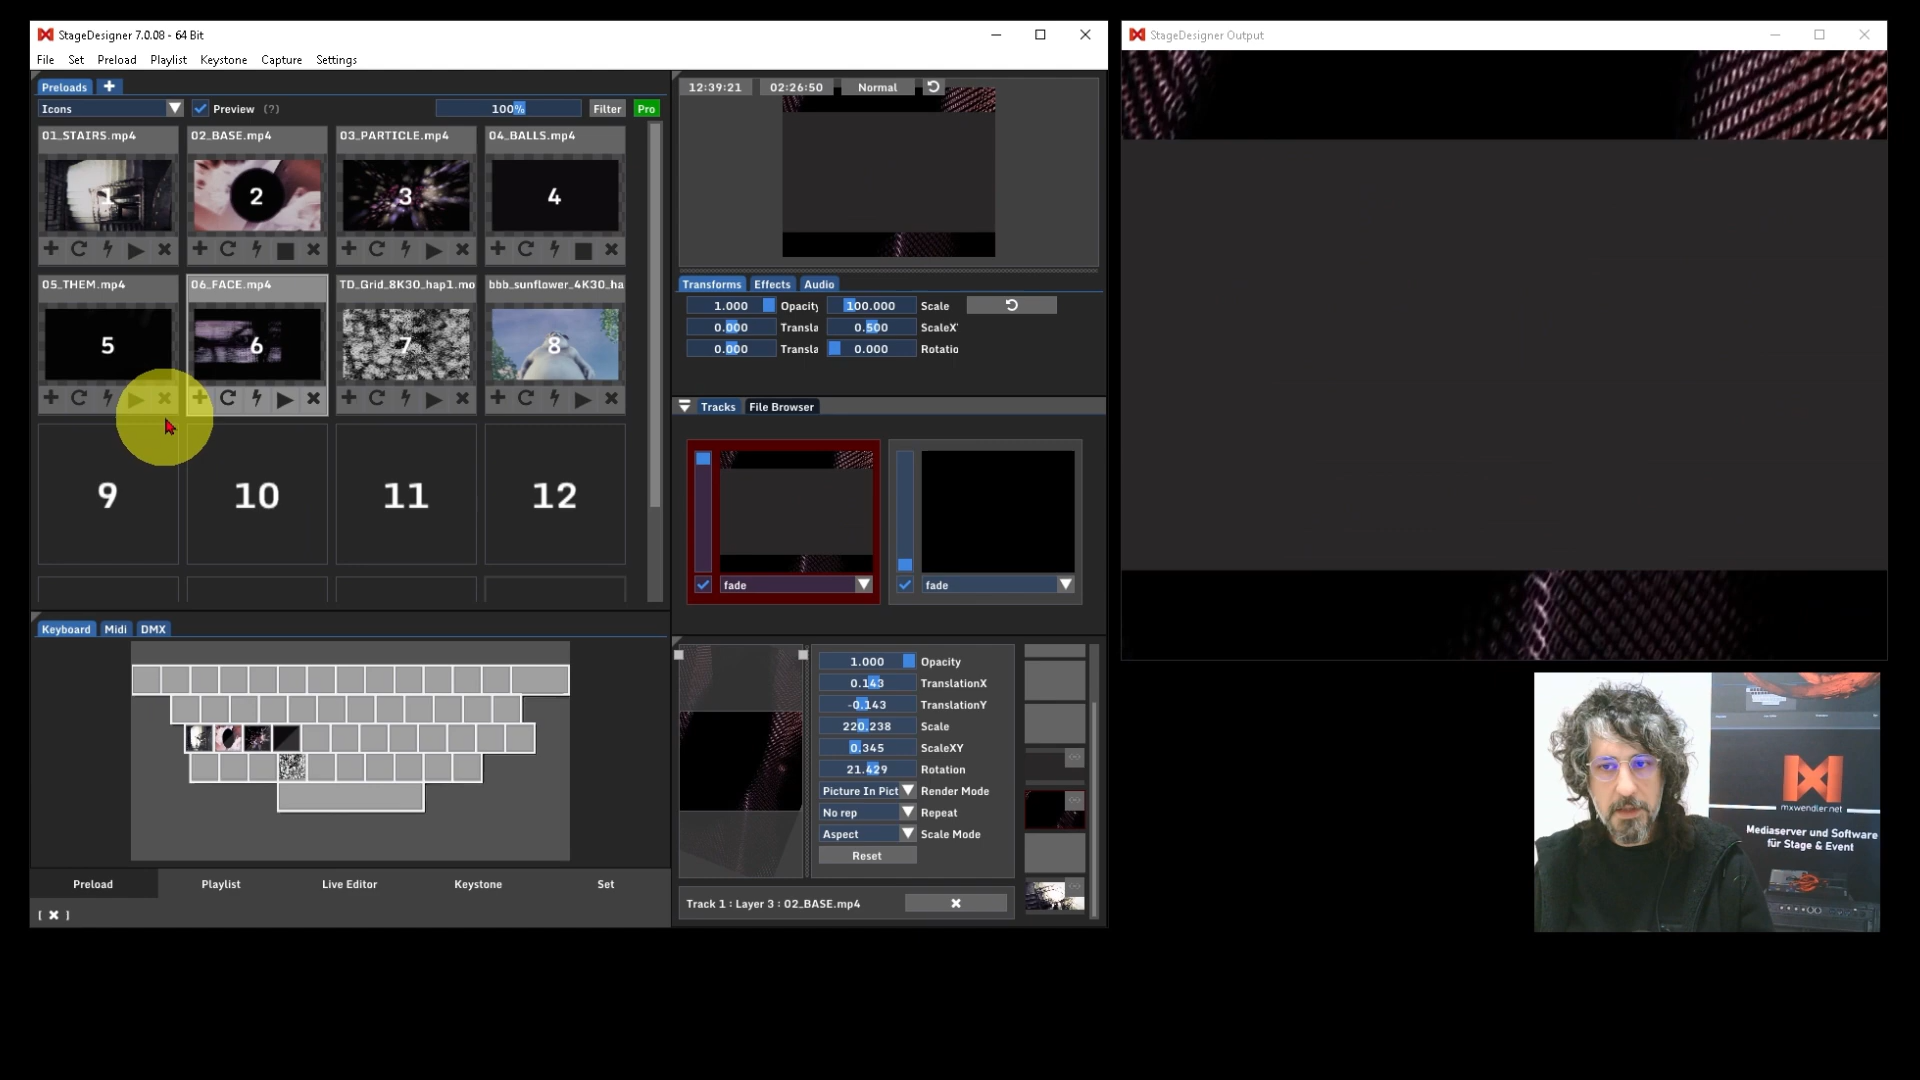 StageDesigner 7.0.08 - 64 Bit
StageDesigner Output
File Set Preload Playlist Keystone Capture Settings
Preloads
Icons Preview (?) 100% Filter Pro
12:39:21 02:26:50 Normal
01_STAIRS.mp4 02_BASE.mp4 03_PARTICLE.mp4 04_BALLS.mp4
1 2 3 4
05_THEM.mp4 06_FACE.mp4 TD_Grid_8K30_hap1.mo bbb_sunflower_4K30_ha
5 6 7 8
9 10 11 12
Transforms Effects Audio
1.000 Opacity 100.000 Scale
0.000 Transla 0.500 ScaleX
0.000 Transla 0.000 Rotatio
Tracks File Browser
fade fade
Keyboard Midi DMX
1.000 Opacity
0.143 TranslationX
-0.143 TranslationY
220.238 Scale
0.345 ScaleXY
21.429 Rotation
Picture In Pict Render Mode
No rep Repeat
Aspect Scale Mode
Reset
Track 1 : Layer 3 : 02_BASE.mp4
Preload Playlist Live Editor Keystone Set
[ x ]
mxwendler.net
Mediaserver und Software
für Stage & Event